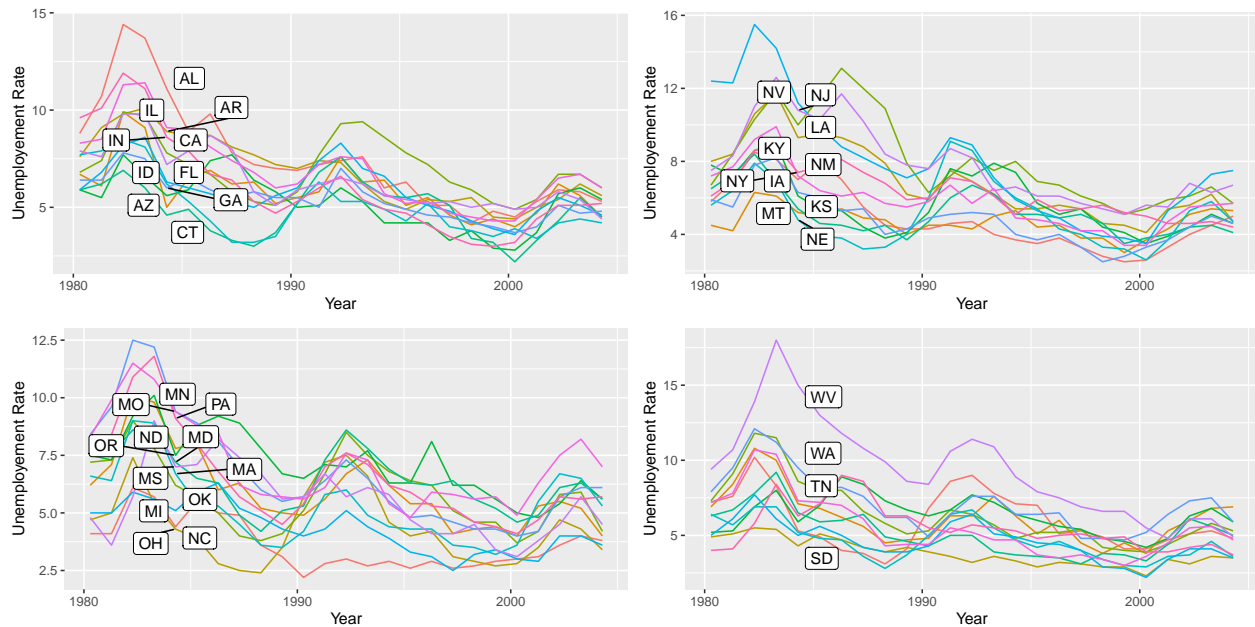 15
10
5
1980
1990
2000
Year
Unemployement Rate
AL
IL
AR
IN
CA
ID
FL
AZ
GA
CT
16
12
8
4
1980
1990
2000
Year
Unemployement Rate
NV
NJ
LA
KY
NM
NY
IA
KS
MT
NE
12.5
10.0
7.5
5.0
2.5
1980
1990
2000
Year
Unemployement Rate
MN
MO
PA
OR
ND
MD
MS
MA
OK
MI
NC
OH
15
10
5
1980
1990
2000
Year
Unemployement Rate
WV
WA
TN
SD